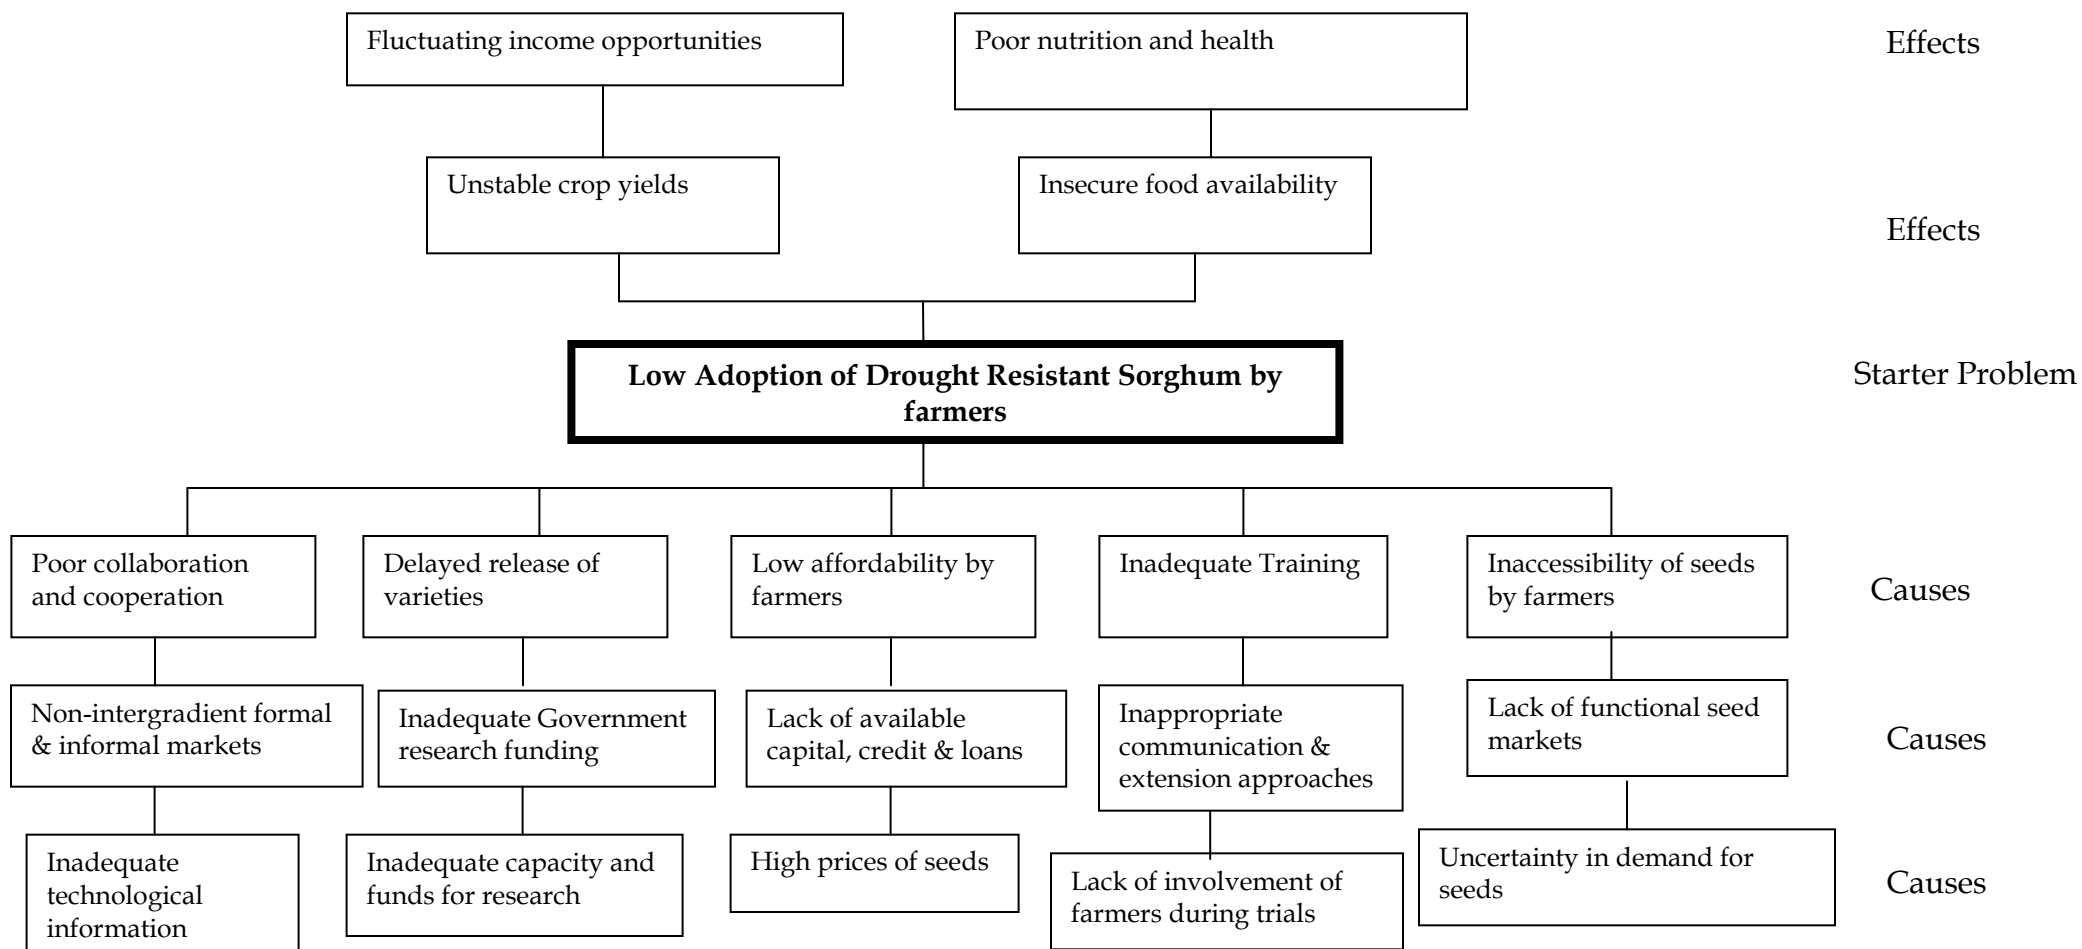 Fluctuating income opportunities
Poor nutrition and health
Effects
Unstable crop yields
Insecure food availability
Effects
Low Adoption of Drought Resistant Sorghum by
farmers
Starter Problem
Poor collaboration
and cooperation
Delayed release of
varieties
Low affordability by
farmers
Inadequate Training
Inaccessibility of seeds
by farmers
Causes
Non-intergradient formal
& informal markets
Inadequate Government
research funding
Lack of available
capital, credit & loans
Inappropriate
communication &
extension approaches
Lack of functional seed
markets
Causes
Inadequate
technological
information
Inadequate capacity and
funds for research
High prices of seeds
Lack of involvement of
farmers during trials
Uncertainty in demand for
seeds
Causes